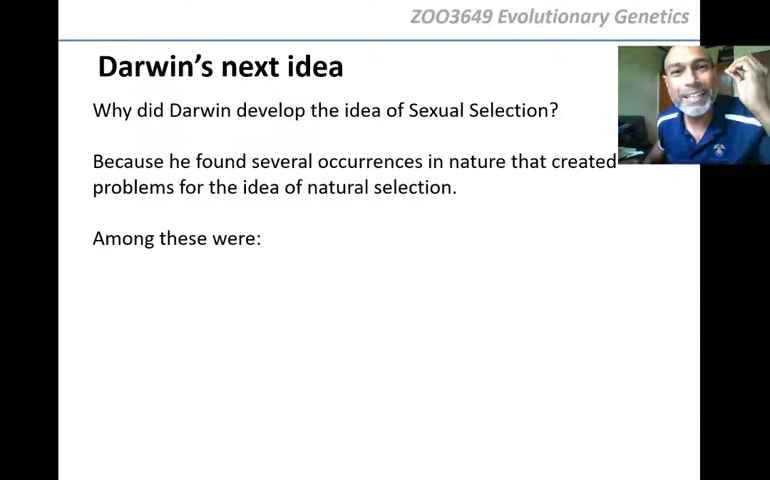 ZOO3649 Evolutionary Genetics
Darwin's next idea
Why did Darwin develop the idea of Sexual Selection?
Because he found several occurrences in nature that created
problems for the idea of natural selection.
Among these were: